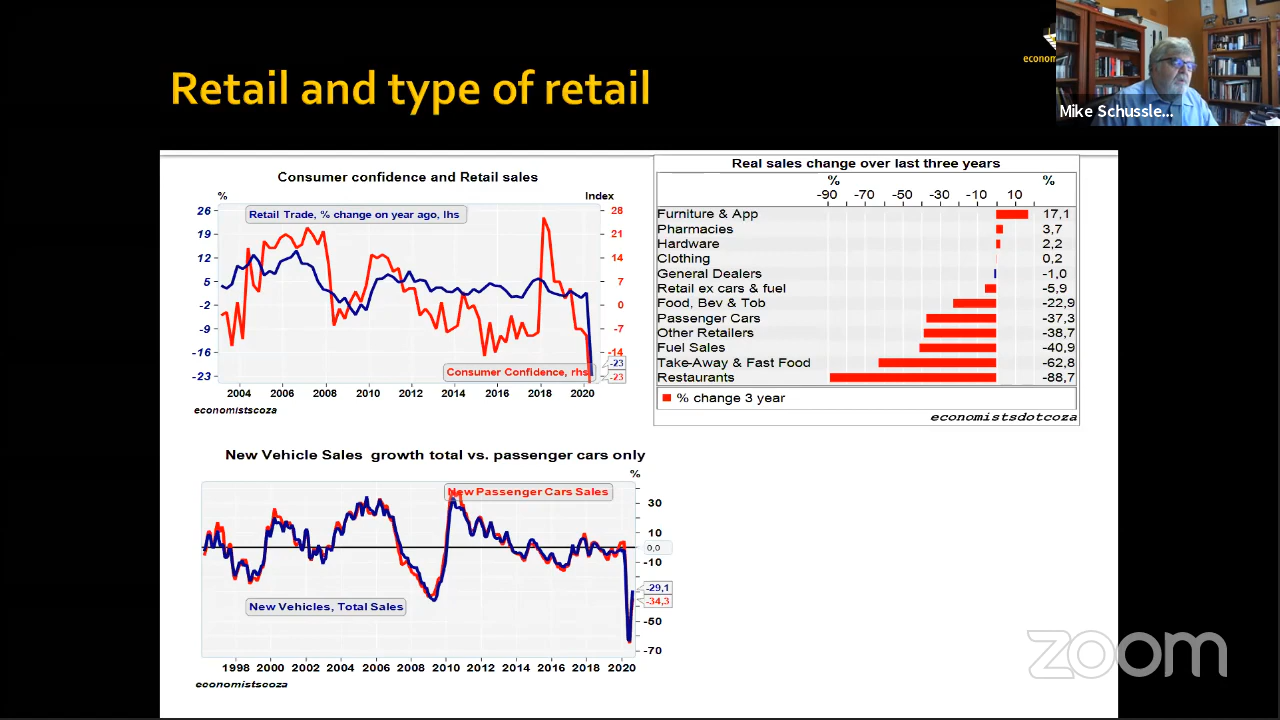 Retail and type of retail
econom
Mike Schussle...
Consumer confidence and Retail sales
%
Index
Retail Trade, % change on year ago, lhs
26
19
12
5
-2
-9
-16
-23
28
21
14
7
0
-7
-14
-23
-23
Consumer Confidence, rhs
2004 2006 2008 2010 2012 2014 2016 2018 2020
economistscoza
Real sales change over last three years
% %
-90 -70 -50 -30 -10 10
Furniture & App 17,1
Pharmacies 3,7
Hardware 2,2
Clothing 0,2
General Dealers -1,0
Retail ex cars & fuel -5,9
Food, Bev & Tob -22,9
Passenger Cars -37,3
Other Retailers -38,7
Fuel Sales -40,9
Take-Away & Fast Food -62,8
Restaurants -88,7
% change 3 year
economistsdotcoza
New Vehicle Sales growth total vs. passenger cars only
%
New Passenger Cars Sales
30
10
0,0
-10
-29,1
-34,3
-50
-70
New Vehicles, Total Sales
1998 2000 2002 2004 2006 2008 2010 2012 2014 2016 2018 2020
economistscoza
zoom